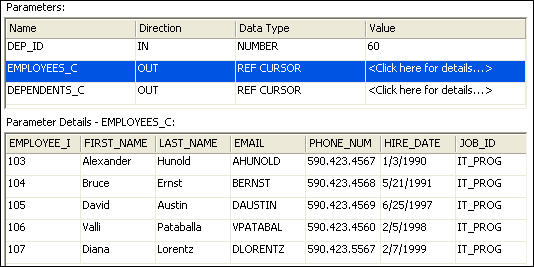 Parameters:
Name Direction Data Type Value
DEP_ID IN NUMBER 60
EMPLOYEES_C OUT REF CURSOR <Click here for details...>
DEPENDENTS_C OUT REF CURSOR <Click here for details...>
Parameter Details - EMPLOYEES_C:
EMPLOYEE_I FIRST_NAME LAST_NAME EMAIL PHONE_NUM HIRE_DATE JOB_ID
103 Alexander Hunold AHUNOLD 590.423.4567 1/3/1990 IT_PROG
104 Bruce Ernst BERNST 590.423.4568 5/21/1991 IT_PROG
105 David Austin DAUSTIN 590.423.4569 6/25/1997 IT_PROG
106 Valli Pataballa VPATABAL 590.423.4560 2/5/1998 IT_PROG
107 Diana Lorentz DLORENTZ 590.423.5567 2/7/1999 IT_PROG